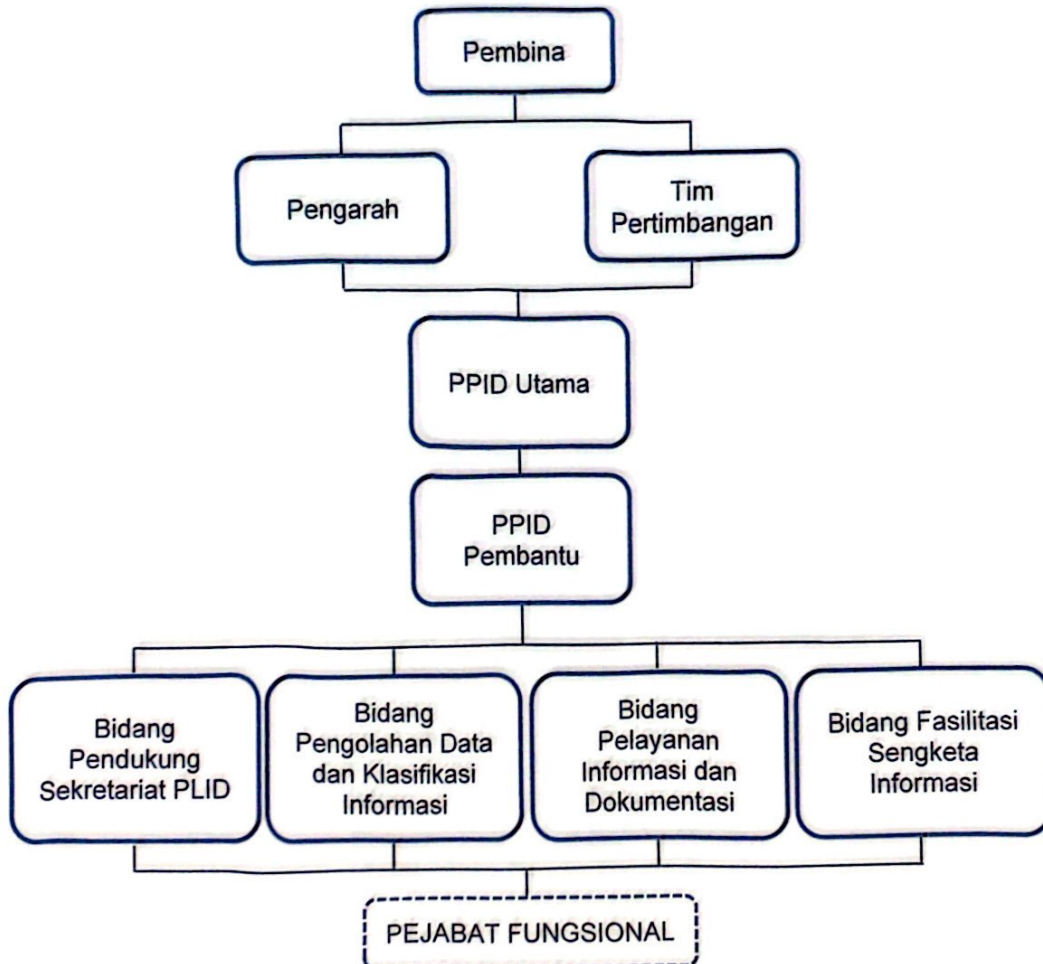 Pembina
Pengarah
Tim
Pertimbangan
PPID Utama
PPID
Pembantu
Bidang
Pendukung
Sekretariat PLID
Bidang
Pengolahan Data
dan Klasifikasi
Informasi
Bidang
Pelayanan
Informasi dan
Dokumentasi
Bidang Fasilitasi
Sengketa
Informasi
PEJABAT FUNGSIONAL